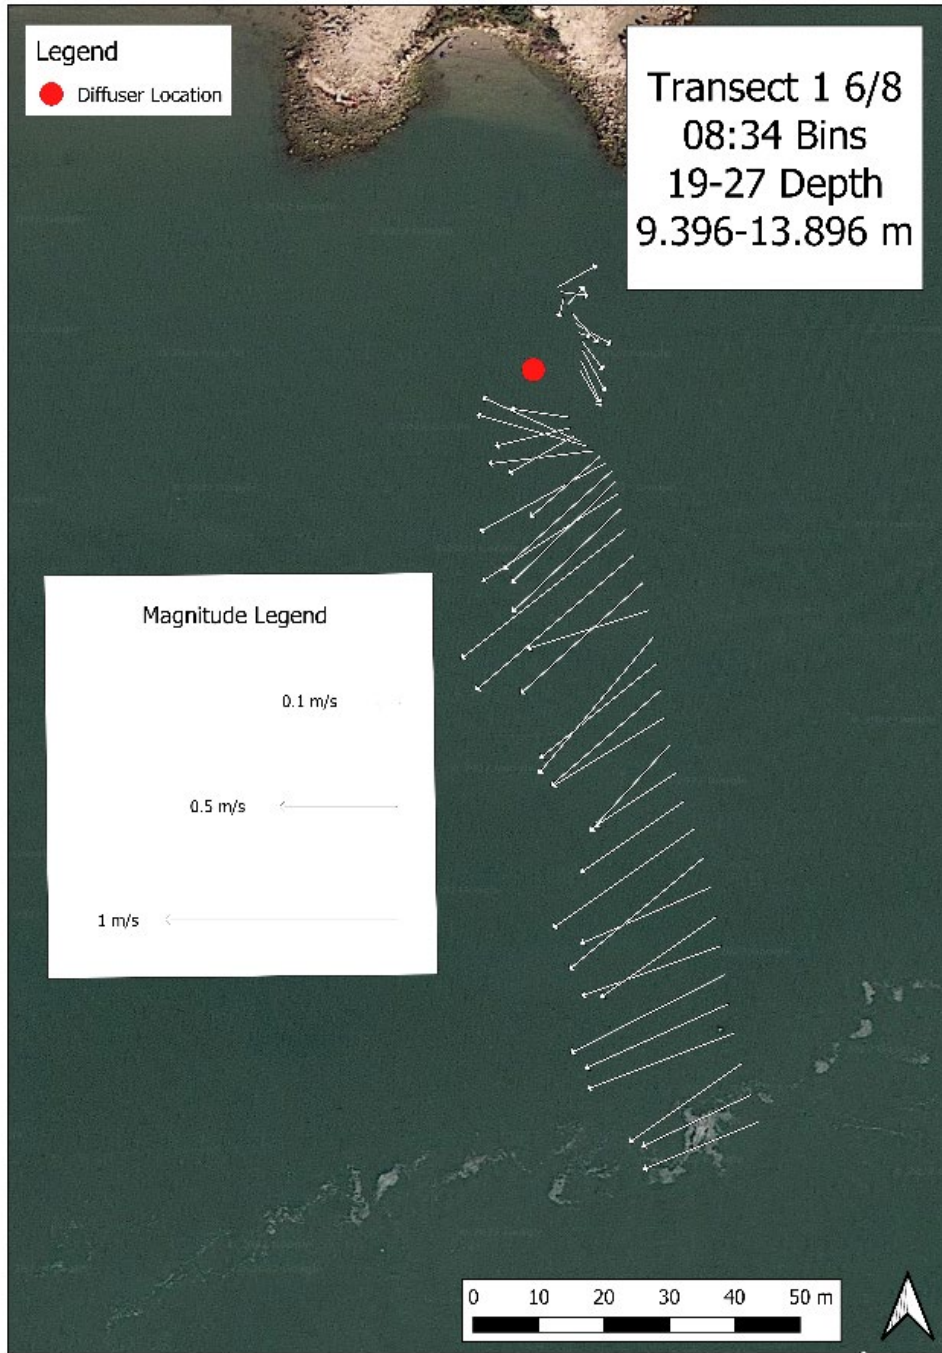 Legend
Diffuser Location
Transect 1 6/8
08:34 Bins
19-27 Depth
9.396-13.896 m
Magnitude Legend
0.1 m/s
0.5 m/s
1 m/s
0 10 20 30 40 50 m